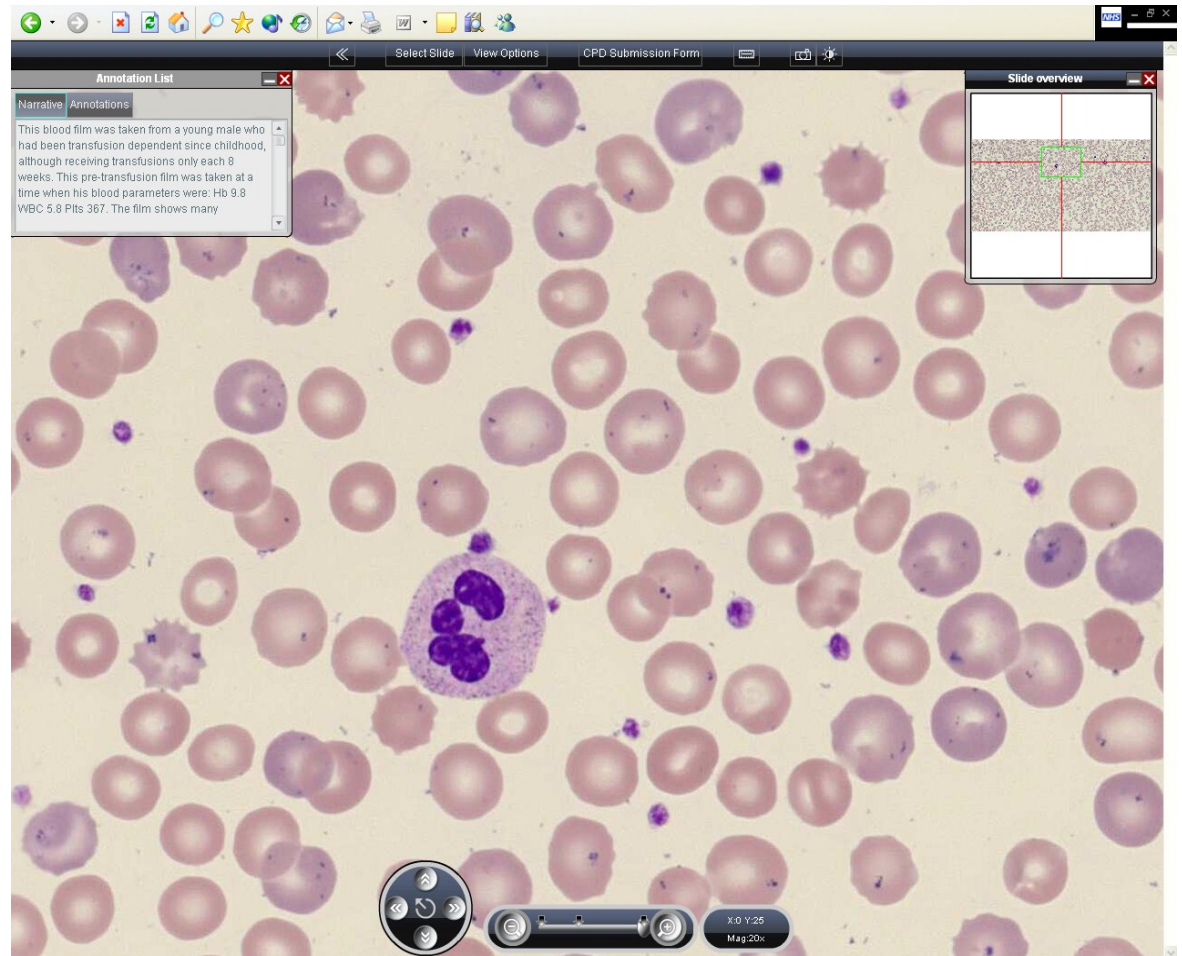 NHS
Select Slide View Options CPD Submission Form
Annotation List
Narrative Annotations
This blood film was taken from a young male who
had been transfusion dependent since childhood,
although receiving transfusions only each 8
weeks. This pre-transfusion film was taken at a
time when his blood parameters were: Hb 9.8
WBC 5.8 Plts 367. The film shows many
Slide overview
X:0 Y:25
Mag:20x